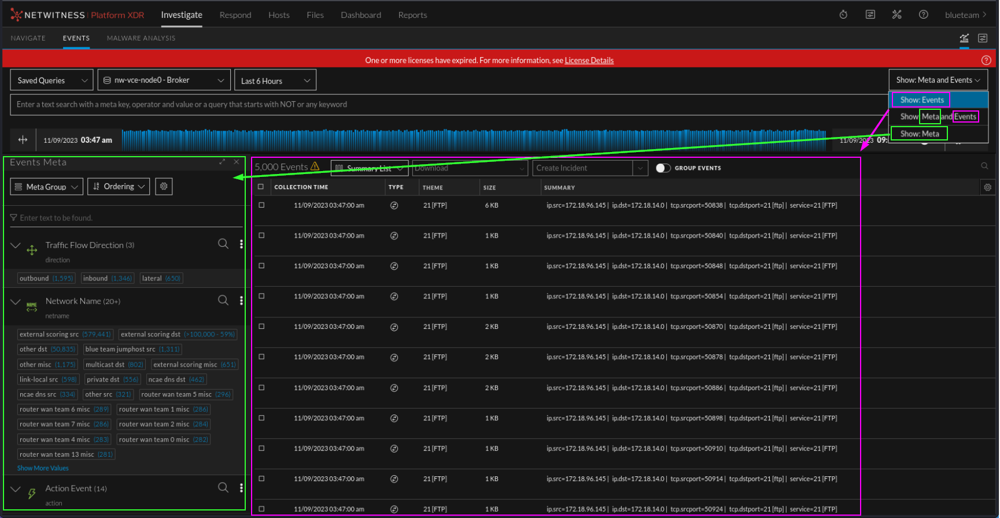 NETWITNESS Platform XDR Investigate Respond Hosts Files Dashboard Reports blueteam
NAVIGATE EVENTS MALWARE ANALYSIS
One or more licenses have expired. For more information, see License Details
Saved Queries nw-vce-node0 - Broker Last 6 Hours Show: Meta and Events
Show: Events
Enter a text search with a meta key, operator and value or a query that starts with NOT or any keyword
Show: Meta and Events
Show: Meta
11/09/2023 03:47 am 11/09/2023 09:
Events Meta
5,000 Events Summary List Download Create Incident GROUP EVENTS
Meta Group Ordering
COLLECTION TIME TYPE THEME SIZE SUMMARY
Enter text to be found.
11/09/2023 03:47:00 am 21 [FTP] 6 KB ip.src=172.18.96.145 | ip.dst=172.18.14.0 | tcp.srcport=50838 | tcp.dstport=21 [ftp] | service=21 [FTP]
11/09/2023 03:47:00 am 21 [FTP] 1 KB ip.src=172.18.96.145 | ip.dst=172.18.14.0 | tcp.srcport=50840 | tcp.dstport=21 [ftp] | service=21 [FTP]
11/09/2023 03:47:00 am 21 [FTP] 1 KB ip.src=172.18.96.145 | ip.dst=172.18.14.0 | tcp.srcport=50848 | tcp.dstport=21 [ftp] | service=21 [FTP]
11/09/2023 03:47:00 am 21 [FTP] 1 KB ip.src=172.18.96.145 | ip.dst=172.18.14.0 | tcp.srcport=50854 | tcp.dstport=21 [ftp] | service=21 [FTP]
11/09/2023 03:47:00 am 21 [FTP] 2 KB ip.src=172.18.96.145 | ip.dst=172.18.14.0 | tcp.srcport=50870 | tcp.dstport=21 [ftp] | service=21 [FTP]
11/09/2023 03:47:00 am 21 [FTP] 2 KB ip.src=172.18.96.145 | ip.dst=172.18.14.0 | tcp.srcport=50878 | tcp.dstport=21 [ftp] | service=21 [FTP]
11/09/2023 03:47:00 am 21 [FTP] 2 KB ip.src=172.18.96.145 | ip.dst=172.18.14.0 | tcp.srcport=50886 | tcp.dstport=21 [ftp] | service=21 [FTP]
11/09/2023 03:47:00 am 21 [FTP] 1 KB ip.src=172.18.96.145 | ip.dst=172.18.14.0 | tcp.srcport=50898 | tcp.dstport=21 [ftp] | service=21 [FTP]
11/09/2023 03:47:00 am 21 [FTP] 1 KB ip.src=172.18.96.145 | ip.dst=172.18.14.0 | tcp.srcport=50910 | tcp.dstport=21 [ftp] | service=21 [FTP]
11/09/2023 03:47:00 am 21 [FTP] 1 KB ip.src=172.18.96.145 | ip.dst=172.18.14.0 | tcp.srcport=50914 | tcp.dstport=21 [ftp] | service=21 [FTP]
11/09/2023 03:47:00 am 21 [FTP] 1 KB ip.src=172.18.96.145 | ip.dst=172.18.14.0 | tcp.srcport=50924 | tcp.dstport=21 [ftp] | service=21 [FTP]
Traffic Flow Direction (3)
direction
outbound (1,595) inbound (1,346) lateral (650)
Network Name (20+)
NAME
netname
external scoring src (579,441) external scoring dst (>100,000 - 59%)
other dst (50,835) blue team jumphost src (1,311)
other misc (1,175) multicast dst (802) external scoring misc (651)
link-local src (598) private dst (556) ncae dns dst (462)
ncae dns src (334) other src (321) router wan team 5 misc (296)
router wan team 6 misc (289) router wan team 1 misc (286)
router wan team 7 misc (286) router wan team 2 misc (284)
router wan team 4 misc (283) router wan team 0 misc (282)
router wan team 13 misc (281)
Show More Values
Action Event (14)
action